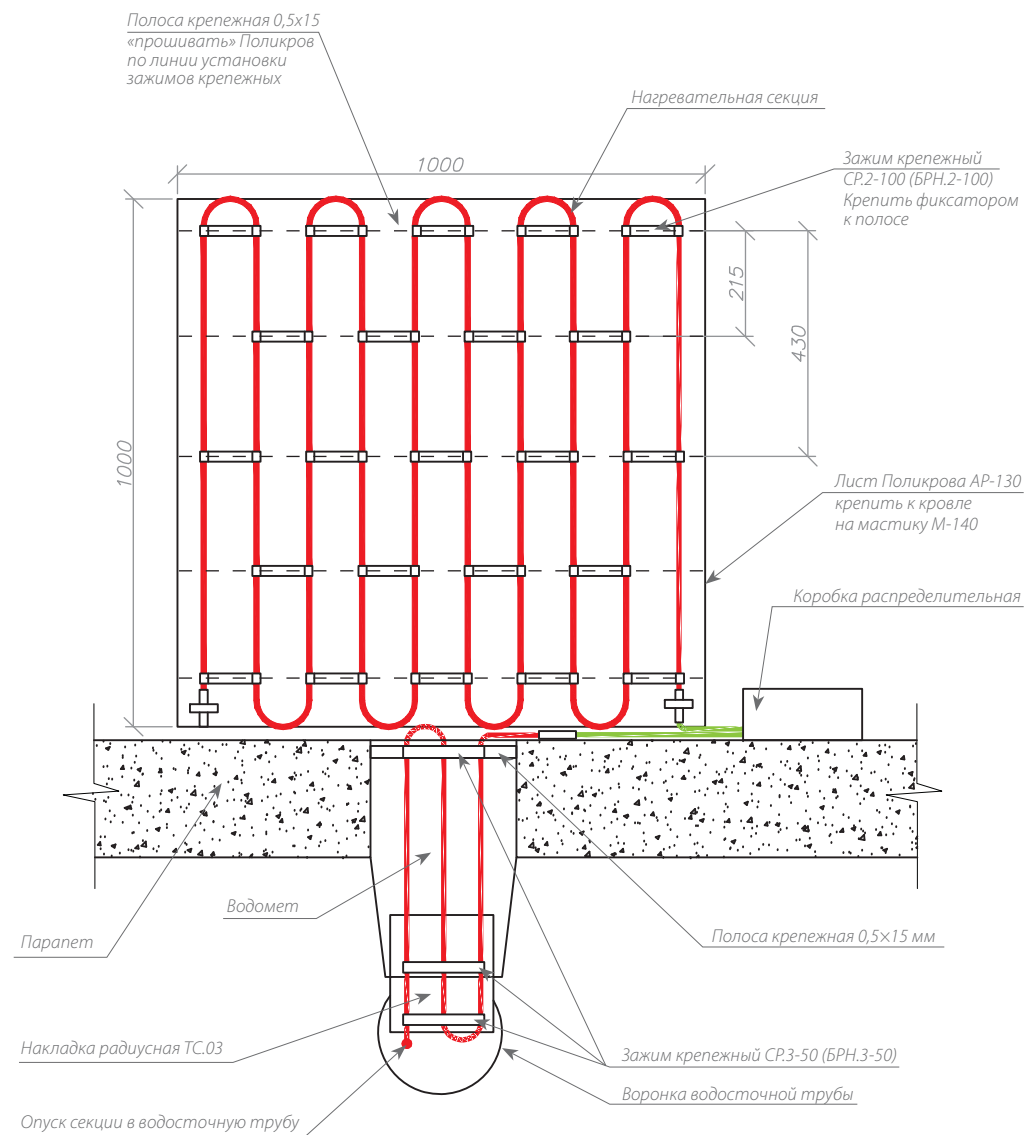 Полоса крепежная 0,5х15
«прошивать» Поликров
по линии установки
зажимов крепежных
Нагревательная секция
1000
Зажим крепежный
СР.2-100 (БРН.2-100)
Крепить фиксатором
к полосе
215
430
1000
Лист Поликрова АР-130
крепить к кровле
на мастику М-140
Коробка распределительная
Водомет
Парапет
Полоса крепежная 0,5×15 мм
Накладка радиусная ТС.03
Зажим крепежный СР.3-50 (БРН.3-50)
Воронка водосточной трубы
Опуск секции в водосточную трубу